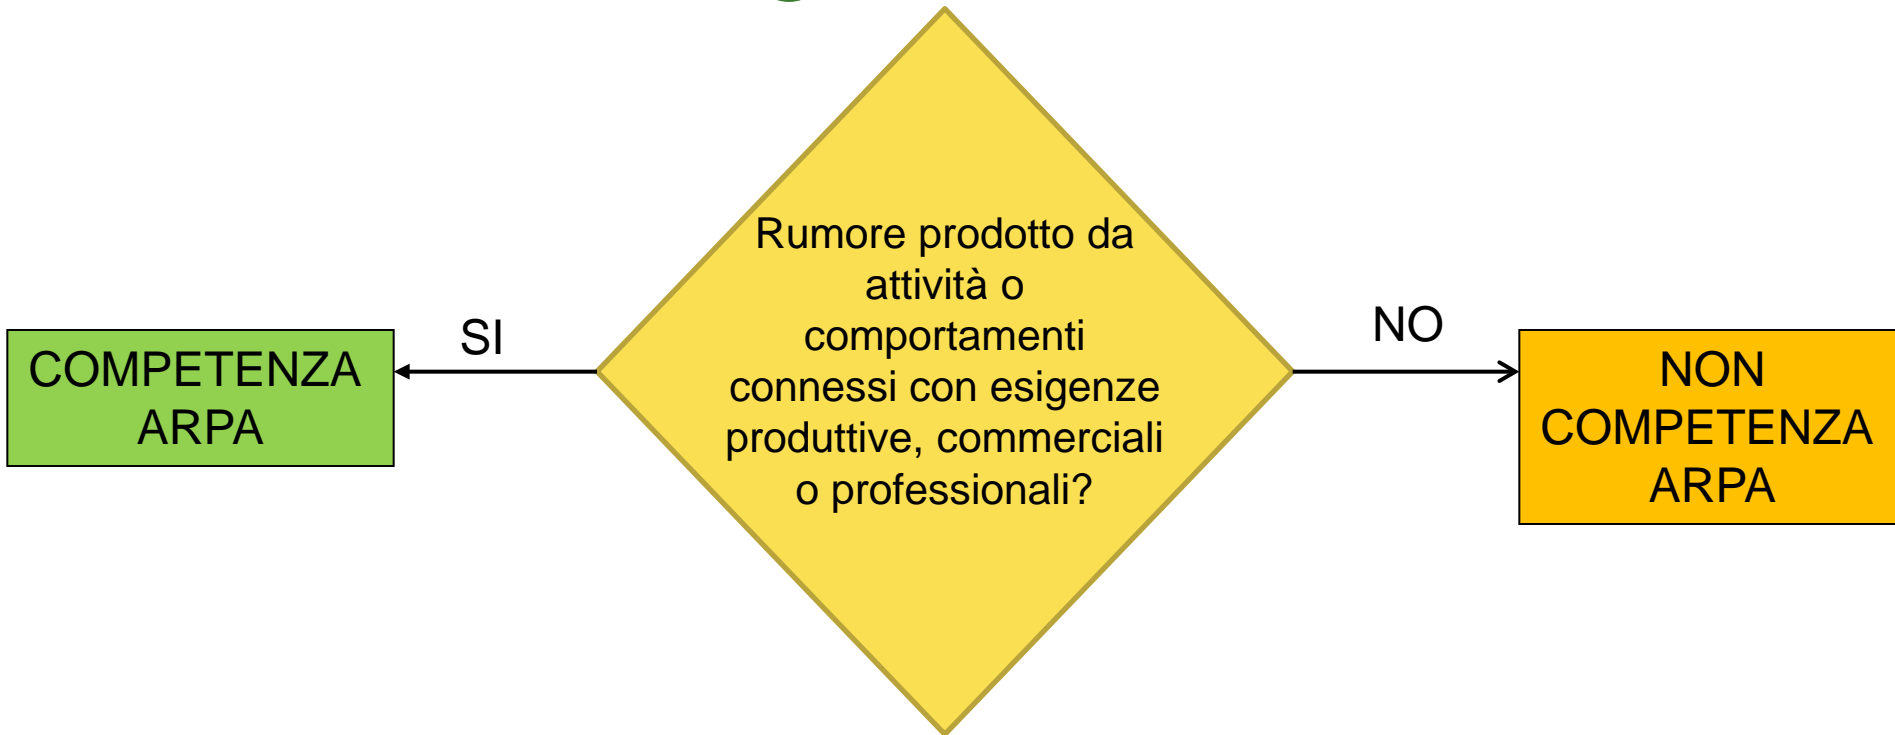 Rumore prodotto da
attività o
comportamenti
connessi con esigenze
produttive, commerciali
o professionali?
SI
COMPETENZA
ARPA
NO
NON
COMPETENZA
ARPA